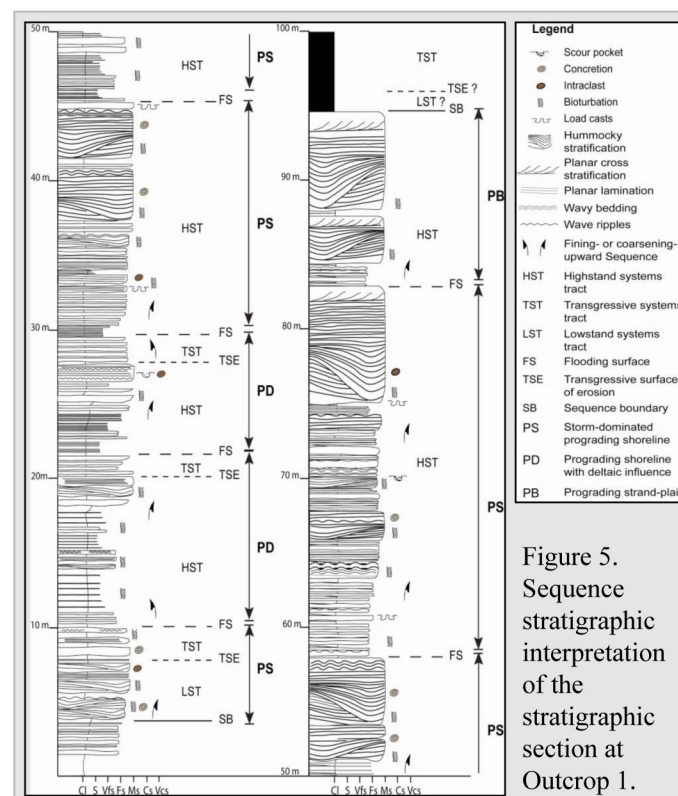 50 m
PS
HST
FS
40 m
PS
HST
30 m
FS
TST
TSE
PD
HST
FS
20m
TST
TSE
PD
HST
FS
10 m
TST
TSE
PS
LST
SB
Cl S Vfs Fs Ms Cs Vcs
100 m
TST
TSE ?
LST ?
SB
90 m
PB
HST
FS
80 m
HST
70 m
PS
60 m
FS
PS
50 m
Cl S Vfs Fs Ms Cs Vcs
Legend
Scour pocket
Concretion
Intraclast
Bioturbation
Load casts
Hummocky
stratification
Planar cross
stratification
Planar lamination
Wavy bedding
Wave ripples
Fining- or coarsening-
upward Sequence
HST Highstand systems
tract
TST Transgressive systems
tract
LST Lowstand systems
tract
FS Flooding surface
TSE Transgressive surface
of erosion
SB Sequence boundary
PS Storm-dominated
prograding shoreline
PD Prograding shoreline
with deltaic influence
PB Prograding strand-plai
Figure 5.
Sequence
stratigraphic
interpretation
of the
stratigraphic
section at
Outcrop 1.